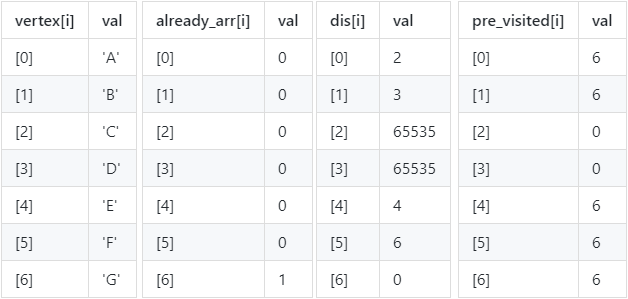 vertex[i] val already_arr[i] val dis[i] val pre_visited[i] val
[0] 'A' [0] 0 [0] 2 [0] 6
[1] 'B' [1] 0 [1] 3 [1] 6
[2] 'C' [2] 0 [2] 65535 [2] 0
[3] 'D' [3] 0 [3] 65535 [3] 0
[4] 'E' [4] 0 [4] 4 [4] 6
[5] 'F' [5] 0 [5] 6 [5] 6
[6] 'G' [6] 1 [6] 0 [6] 6